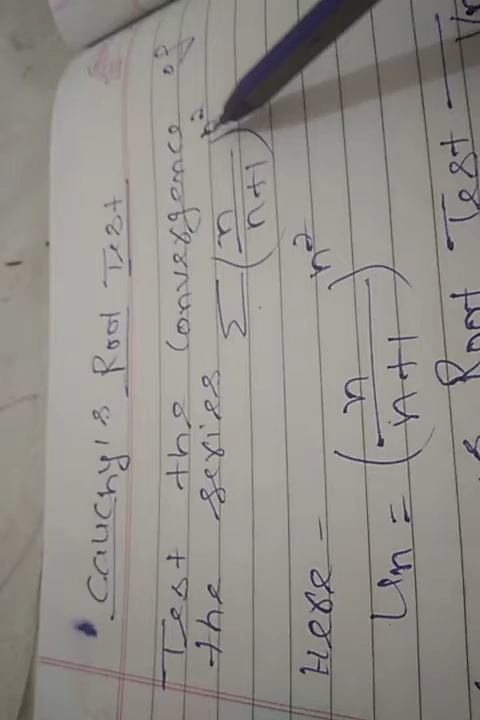 Cauchy's Root Test
Test the Convergence of
the series Σ(n/n+1)^n²
Here -
Un = (n/n+1)^n²
Root Test